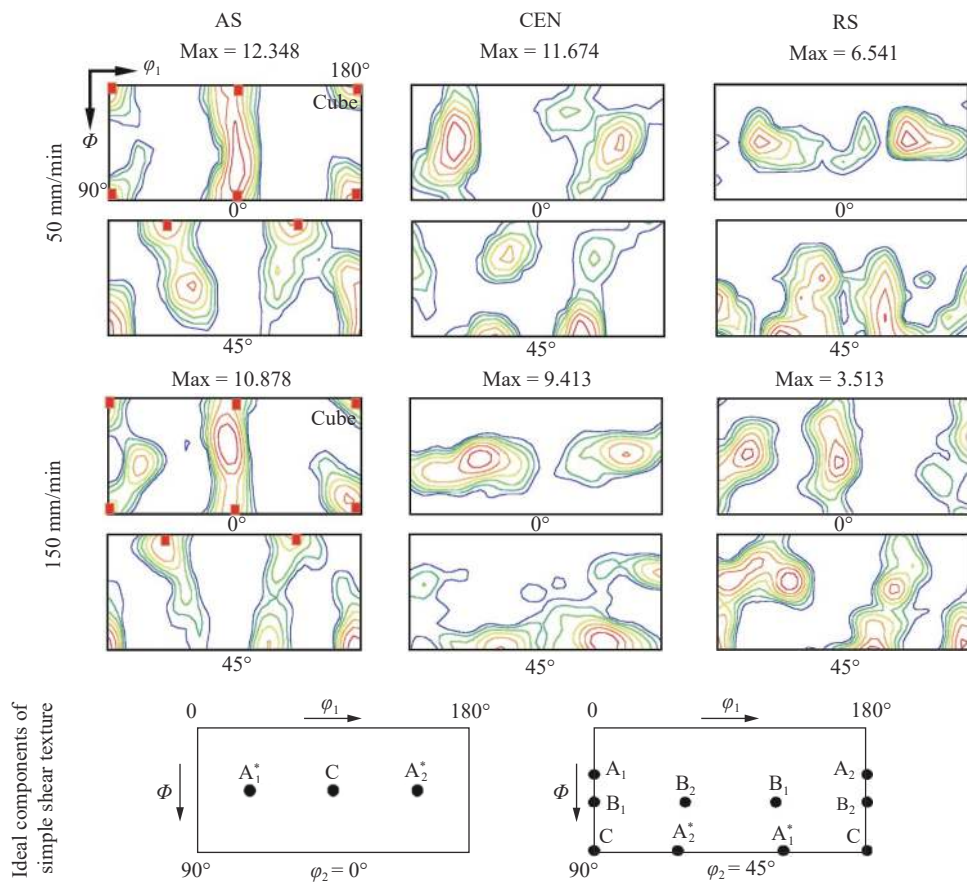 AS CEN RS
Max = 12.348 Max = 11.674 Max = 6.541
φ₁ 180°
Cube
Φ
90°
50 mm/min
0° 0° 0°
45° 45° 45°
Max = 10.878 Max = 9.413 Max = 3.513
Cube
150 mm/min
0° 0° 0°
45° 45° 45°
Ideal components of
simple shear texture
0 φ₁ 180° 0 φ₁ 180°
A₁* C A₂* A₁ A₂
Φ Φ B₁ B₂ B₁ B₂
C A₂* A₁* C
90° φ₂ = 0° 90° φ₂ = 45°